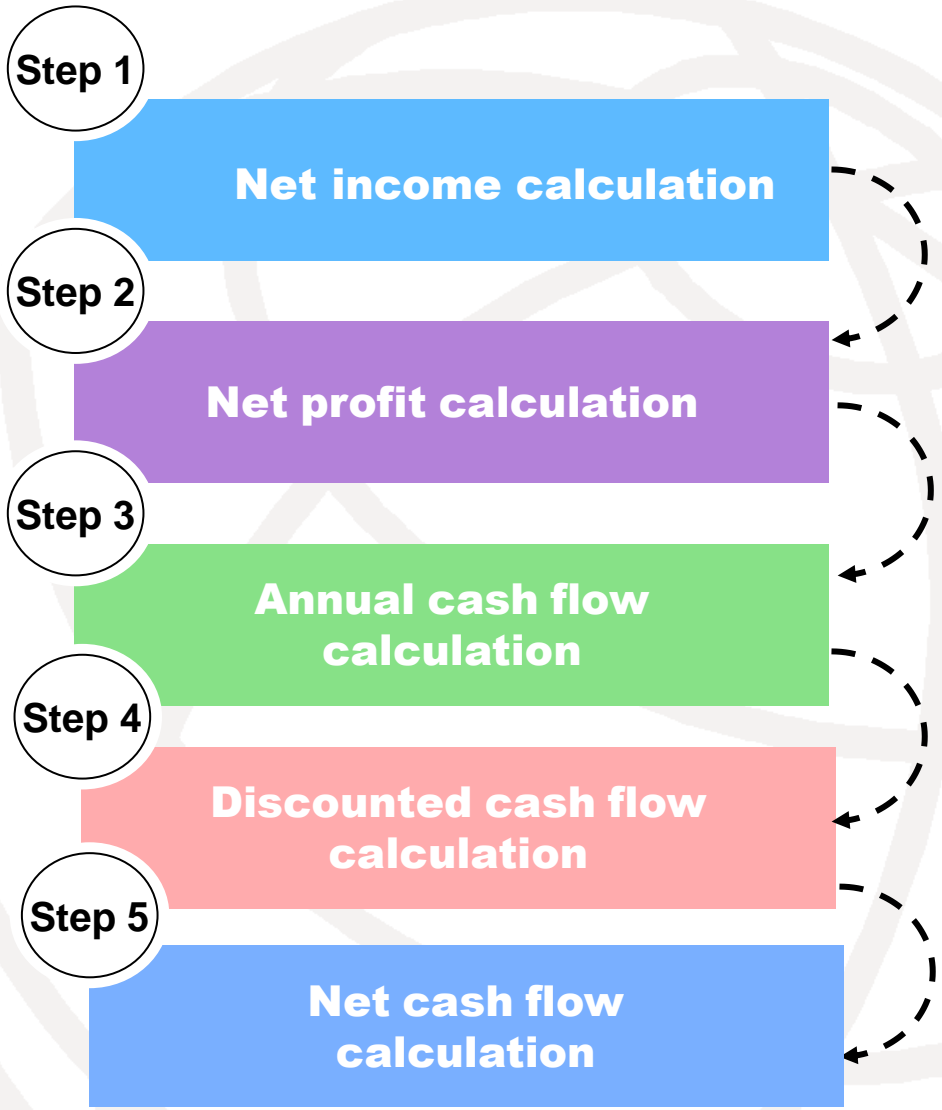 Step 1
Net income calculation
Step 2
Net profit calculation
Step 3
Annual cash flow
calculation
Step 4
Discounted cash flow
calculation
Step 5
Net cash flow
calculation